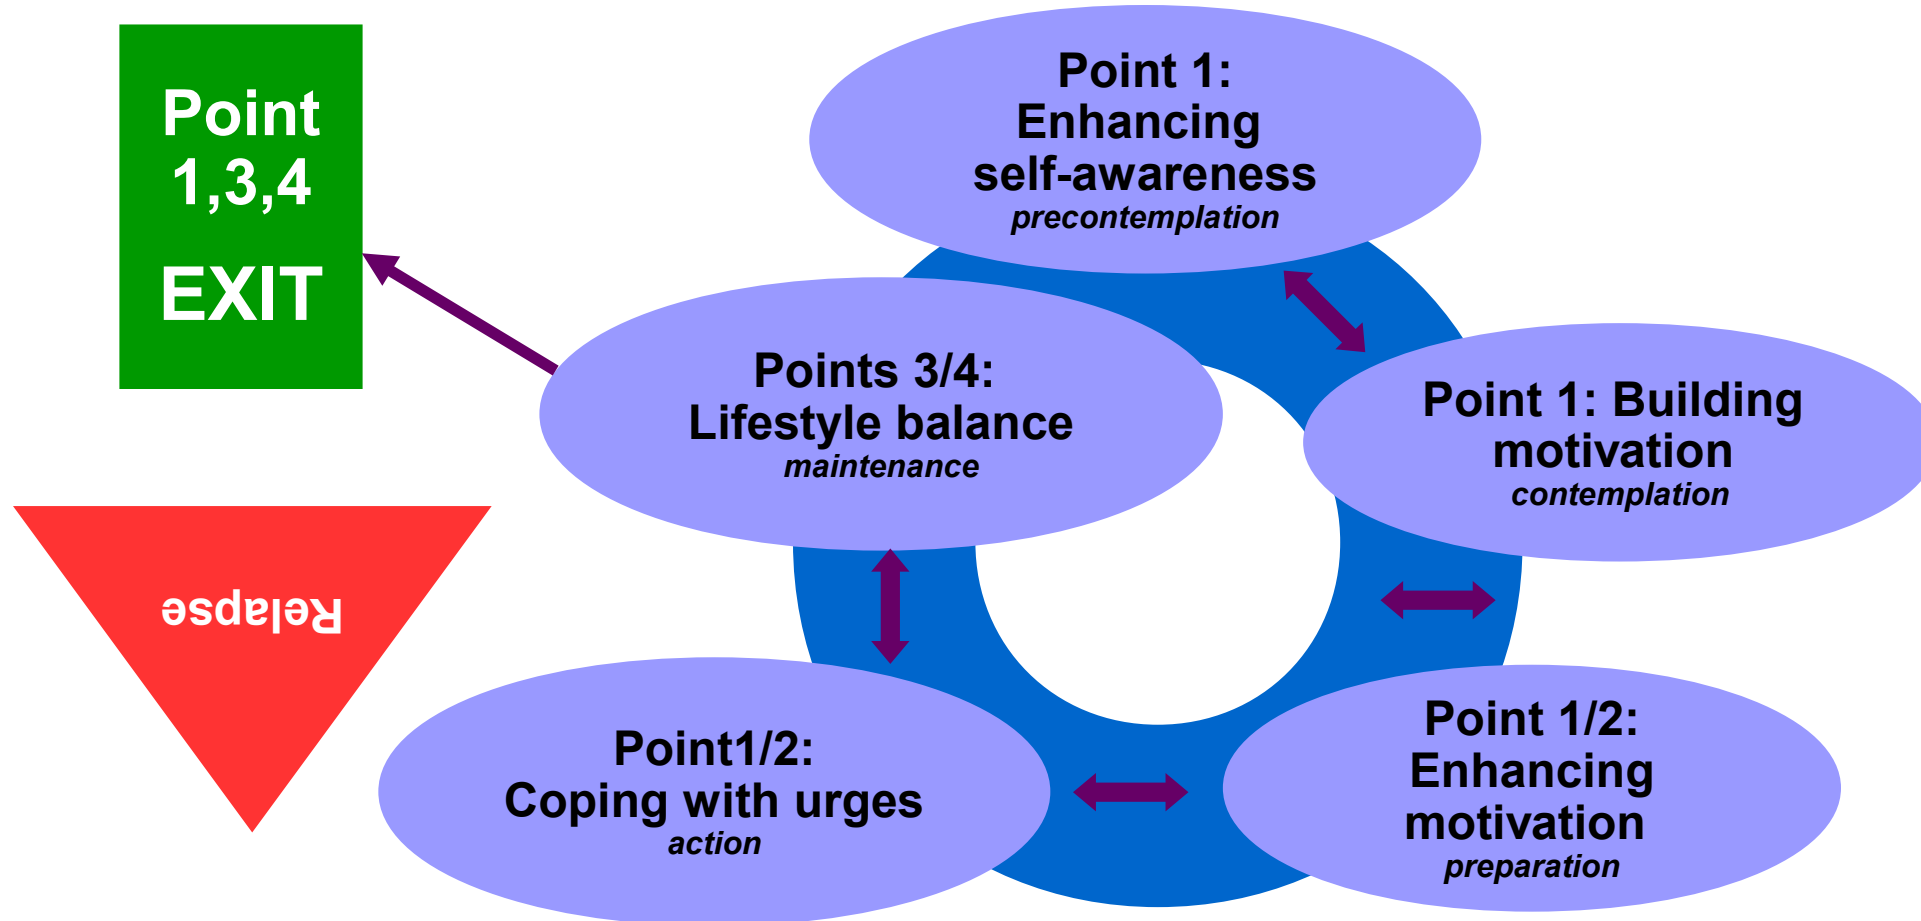 Point
1,3,4
EXIT
Point 1:
Enhancing
self-awareness
precontemplation
Points 3/4:
Lifestyle balance
maintenance
Point 1: Building
motivation
contemplation
Relapse
Point1/2:
Coping with urges
action
Point 1/2:
Enhancing
motivation
preparation